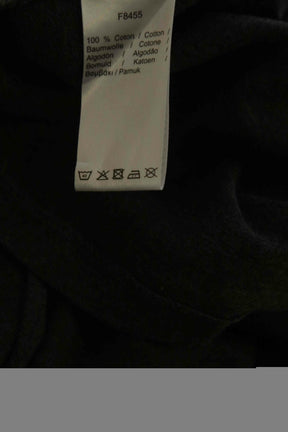 F8455
100 % Coton / Cotton /
Baumwolle / Cotone /
Algodón / Algodão /
Bomuld / Katoen /
Βαμβάκι / Pamuk